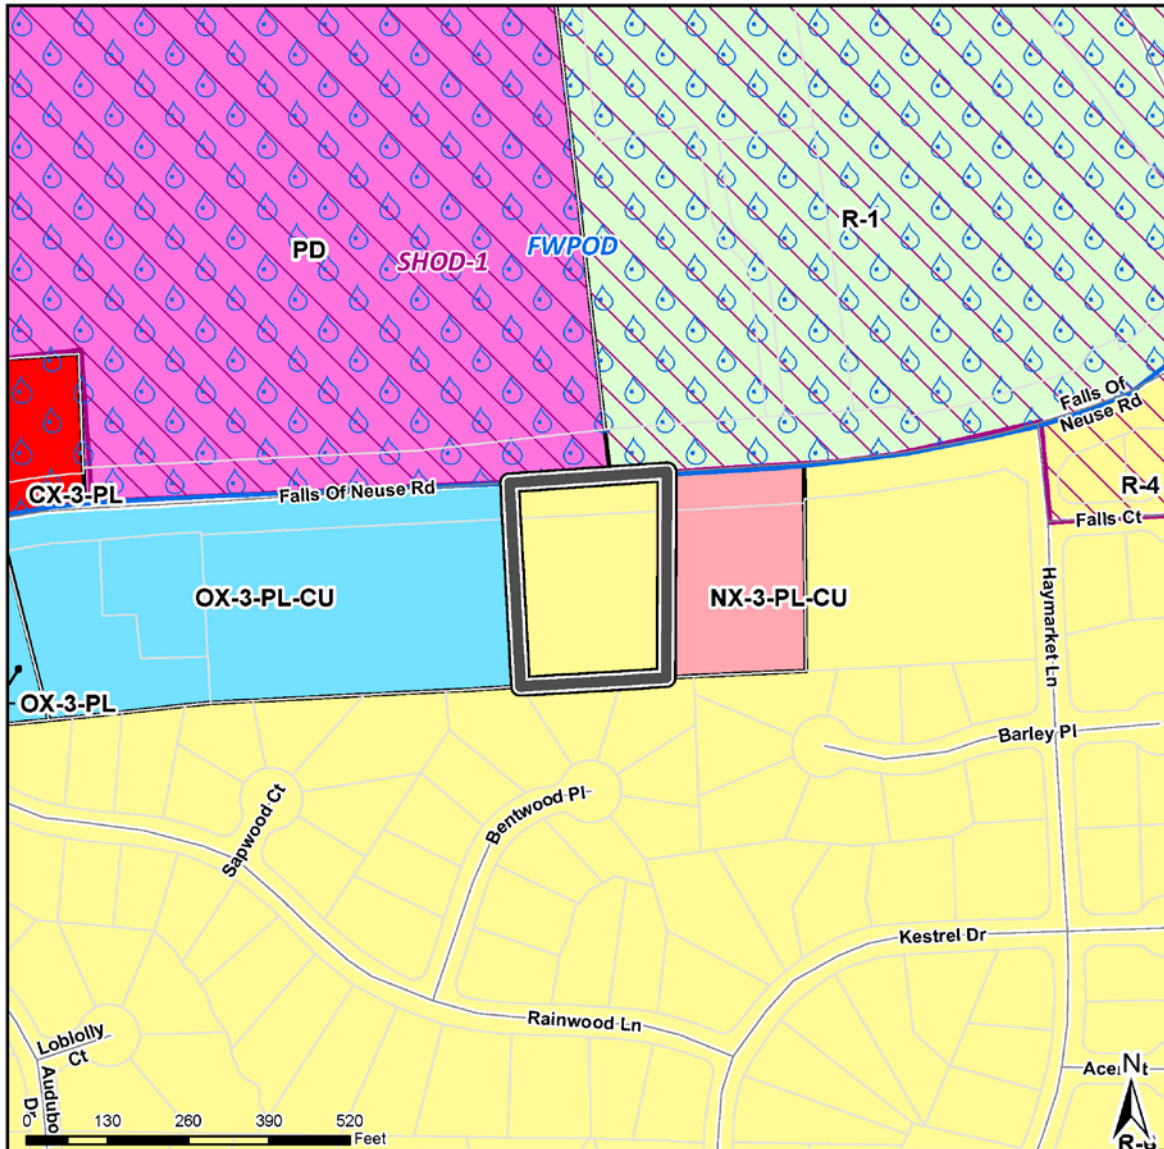 R-1
PD
SHOD-1
FWPOD
Falls Of
Neuse Rd
CX-3-PL
Falls Of Neuse Rd
R-4
Falls Ct
OX-3-PL-CU
NX-3-PL-CU
Haymarket Ln
OX-3-PL
Barley Pl
Sapwood Ct
Bentwood Pl
Kestrel Dr
Rainwood Ln
Loblolly
Ct
Audubo
Dr
N
0 130 260 390 520
Feet